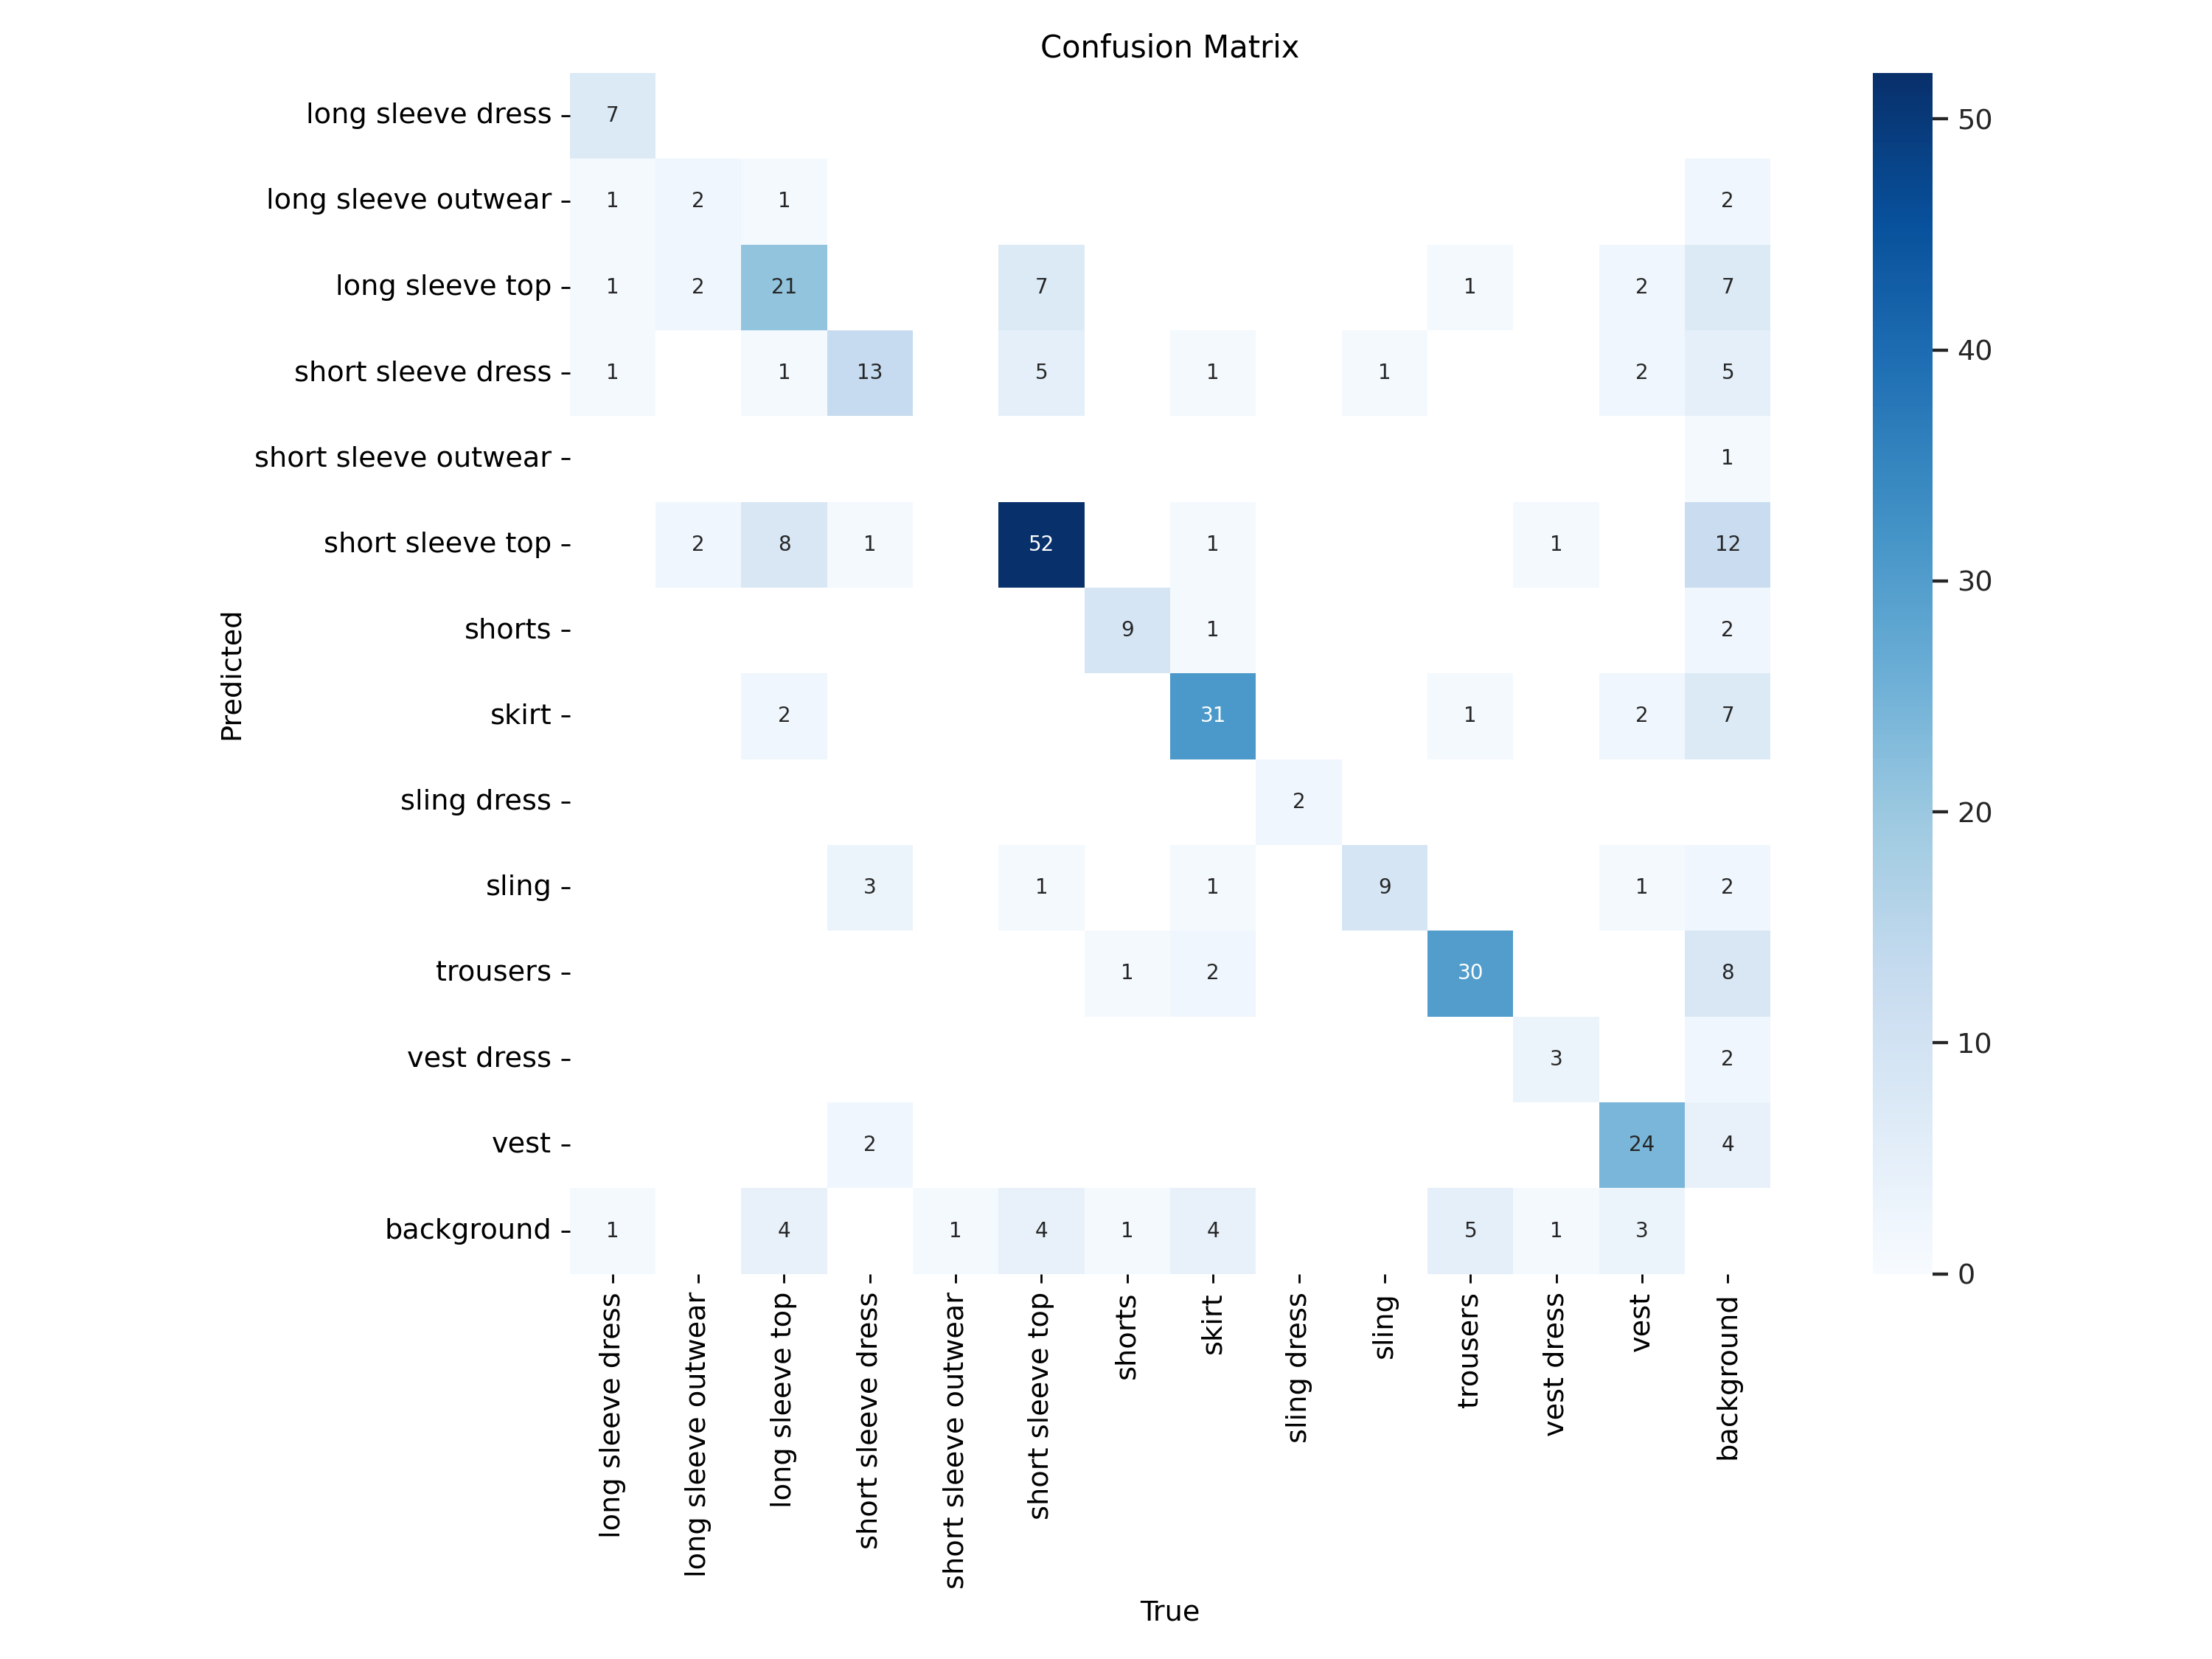 Confusion Matrix
long sleeve dress 7
long sleeve outwear 1 2 1 2
long sleeve top 1 2 21 7 1 2 7
short sleeve dress 1 1 13 5 1 1 2 5
short sleeve outwear 1
short sleeve top 2 8 1 52 1 1 12
shorts 9 1 2
skirt 2 31 1 2 7
sling dress 2
sling 3 1 1 9 1 2
trousers 1 2 30 8
vest dress 3 2
vest 2 24 4
background 1 4 1 4 1 4 5 1 3
Predicted
long sleeve dress
long sleeve outwear
long sleeve top
short sleeve dress
short sleeve outwear
short sleeve top
shorts
skirt
sling dress
sling
trousers
vest dress
vest
background
True
50
40
30
20
10
0